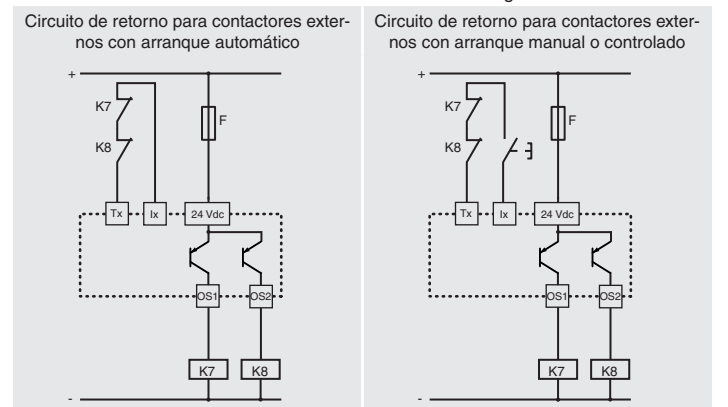 Circuito de retorno para contactores exter-
nos con arranque automático
+
K7
K8
F
Tx
Ix
24 Vdc
OS1
OS2
K7
K8
-
Circuito de retorno para contactores exter-
nos con arranque manual o controlado
+
K7
K8
F
Tx
Ix
24 Vdc
OS1
OS2
K7
K8
-